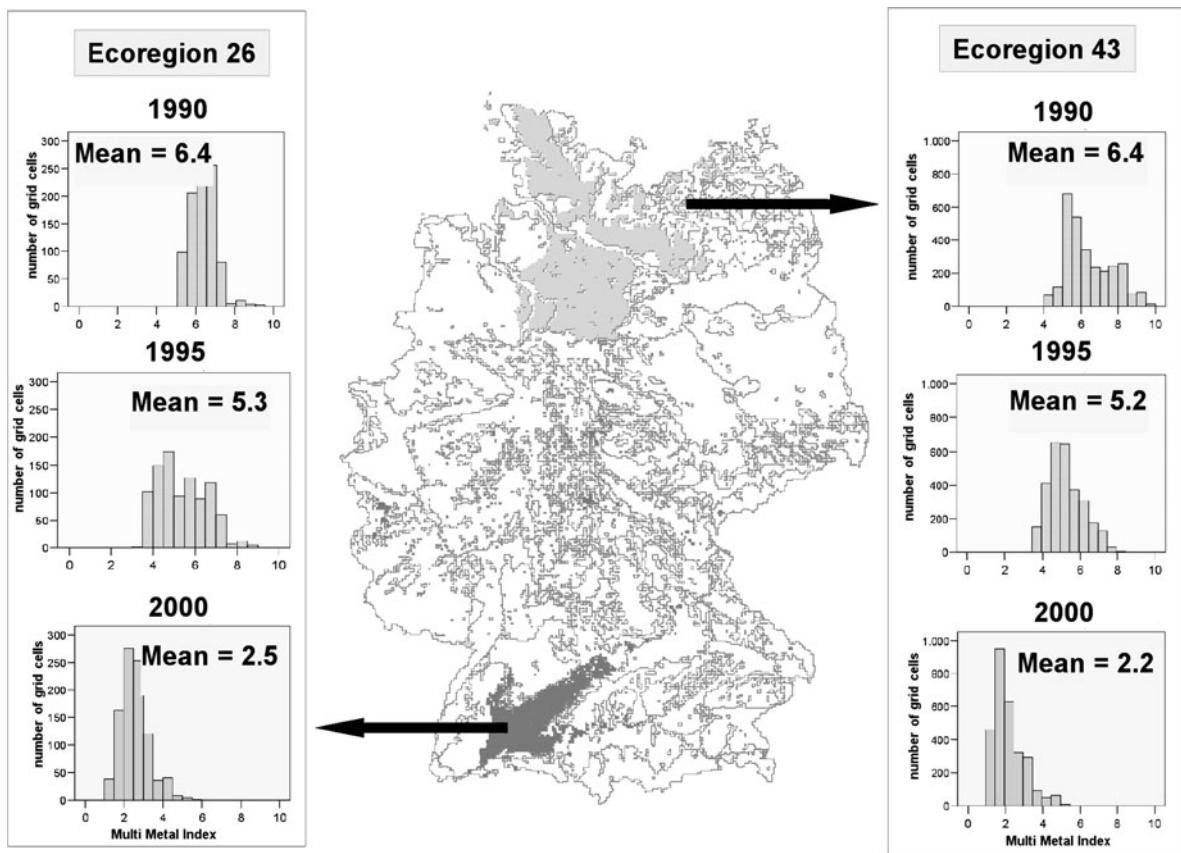 Ecoregion 26
1990
Mean = 6.4
number of grid cells
300
250
200
150
100
50
0
0 2 4 6 8 10
1995
Mean = 5.3
number of grid cells
300
250
200
150
100
50
0
0 2 4 6 8 10
2000
Mean = 2.5
number of grid cells
300
250
200
150
100
50
0
0 2 4 6 8 10
Multi Metal Index
Ecoregion 43
1990
Mean = 6.4
number of grid cells
1.000
800
600
400
200
0
0 2 4 6 8 10
1995
Mean = 5.2
number of grid cells
1.000
800
600
400
200
0
0 2 4 6 8 10
2000
Mean = 2.2
number of grid cells
1.000
800
600
400
200
0
0 2 4 6 8 10
Multi Metal Index